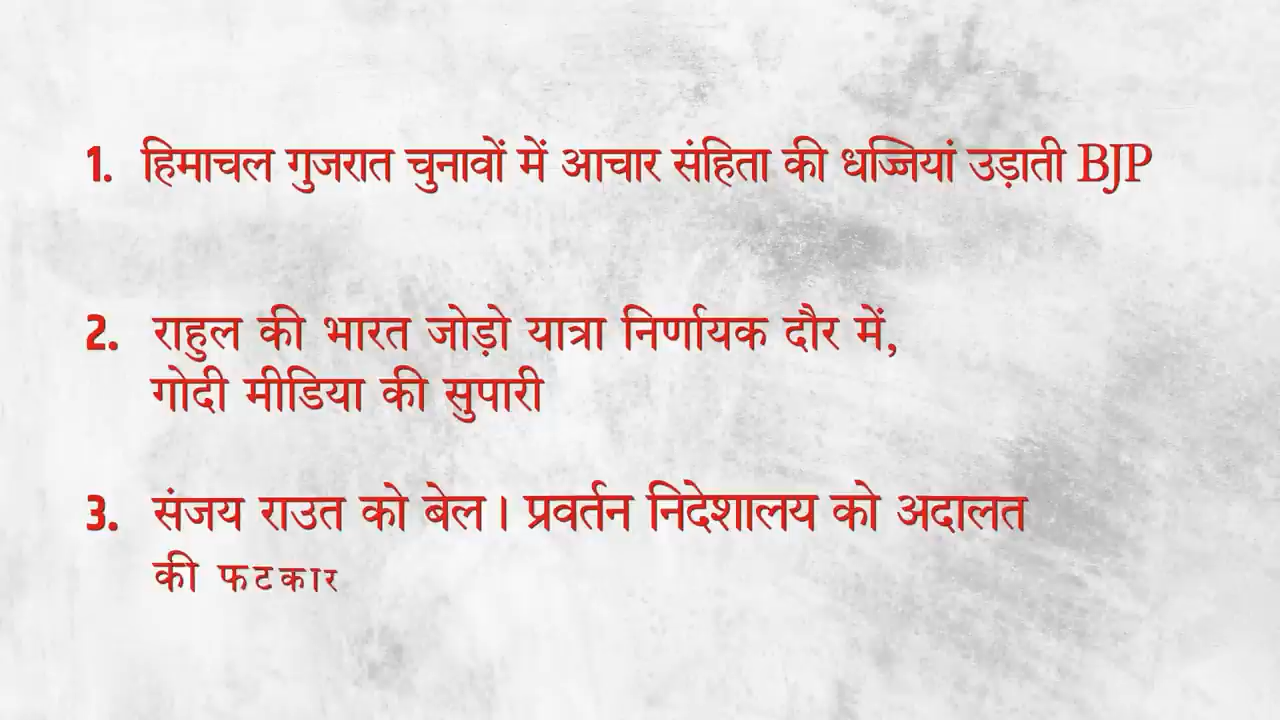 1. हिमाचल गुजरात चुनावों में आचार संहिता की धज्जियां उड़ाती BJP
2. राहुल की भारत जोड़ो यात्रा निर्णायक दौर में,
गोदी मीडिया की सुपारी
3. संजय राउत को बेल। प्रवर्तन निदेशालय को अदालत
की फटकार